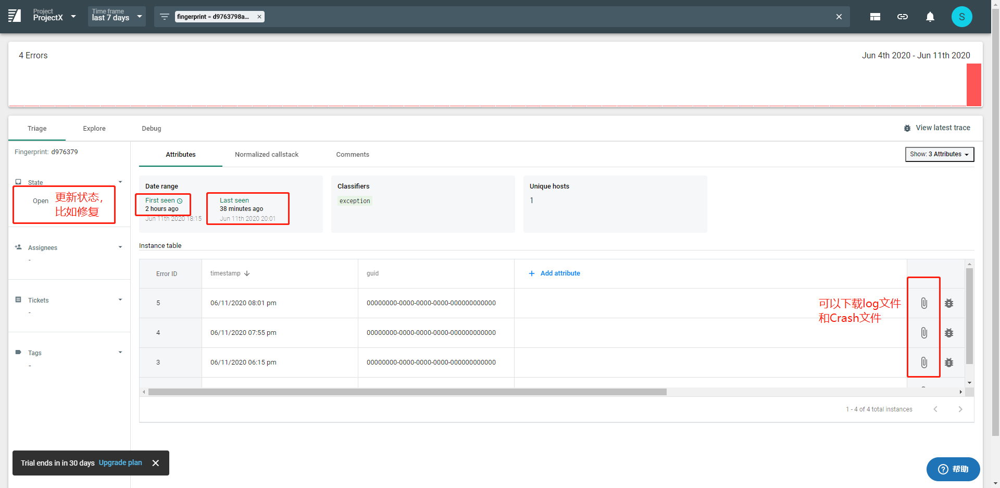 Project
ProjectX
Time frame
last 7 days
fingerprint = d9763798a...
S
4 Errors
Jun 4th 2020 - Jun 11th 2020
Triage
Explore
Debug
View latest trace
Fingerprint: d976379
Attributes
Normalized callstack
Comments
Show: 3 Attributes
State
Open
更新状态，
比如修复
Date range
First seen
2 hours ago
Jun 11th 2020 18:15
Last seen
38 minutes ago
Jun 11th 2020 20:01
Classifiers
exception
Unique hosts
1
Assignees
-
Tickets
-
Tags
-
Instance table
Error ID
timestamp
guid
Add attribute
5
06/11/2020 08:01 pm
00000000-0000-0000-0000-000000000000
4
06/11/2020 07:55 pm
00000000-0000-0000-0000-000000000000
3
06/11/2020 06:15 pm
00000000-0000-0000-0000-000000000000
可以下载log文件
和Crash文件
1 - 4 of 4 total instances
Trial ends in in 30 days Upgrade plan
帮助